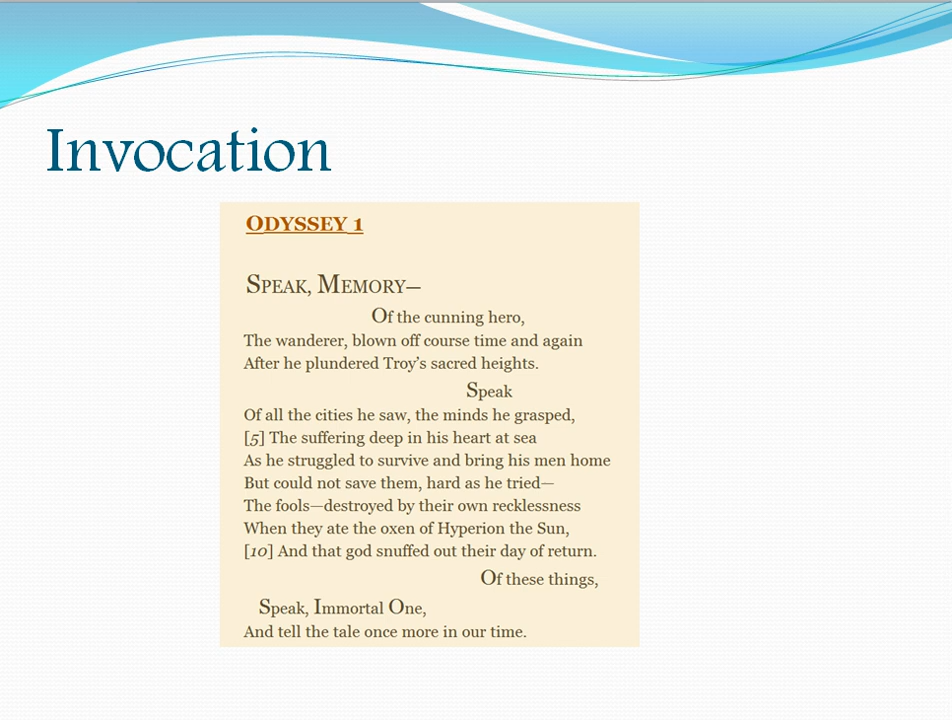 Invocation
ODYSSEY 1
SPEAK, MEMORY—
Of the cunning hero,
The wanderer, blown off course time and again
After he plundered Troy’s sacred heights.
Speak
Of all the cities he saw, the minds he grasped,
[5] The suffering deep in his heart at sea
As he struggled to survive and bring his men home
But could not save them, hard as he tried—
The fools—destroyed by their own recklessness
When they ate the oxen of Hyperion the Sun,
[10] And that god snuffed out their day of return.
Of these things,
Speak, Immortal One,
And tell the tale once more in our time.